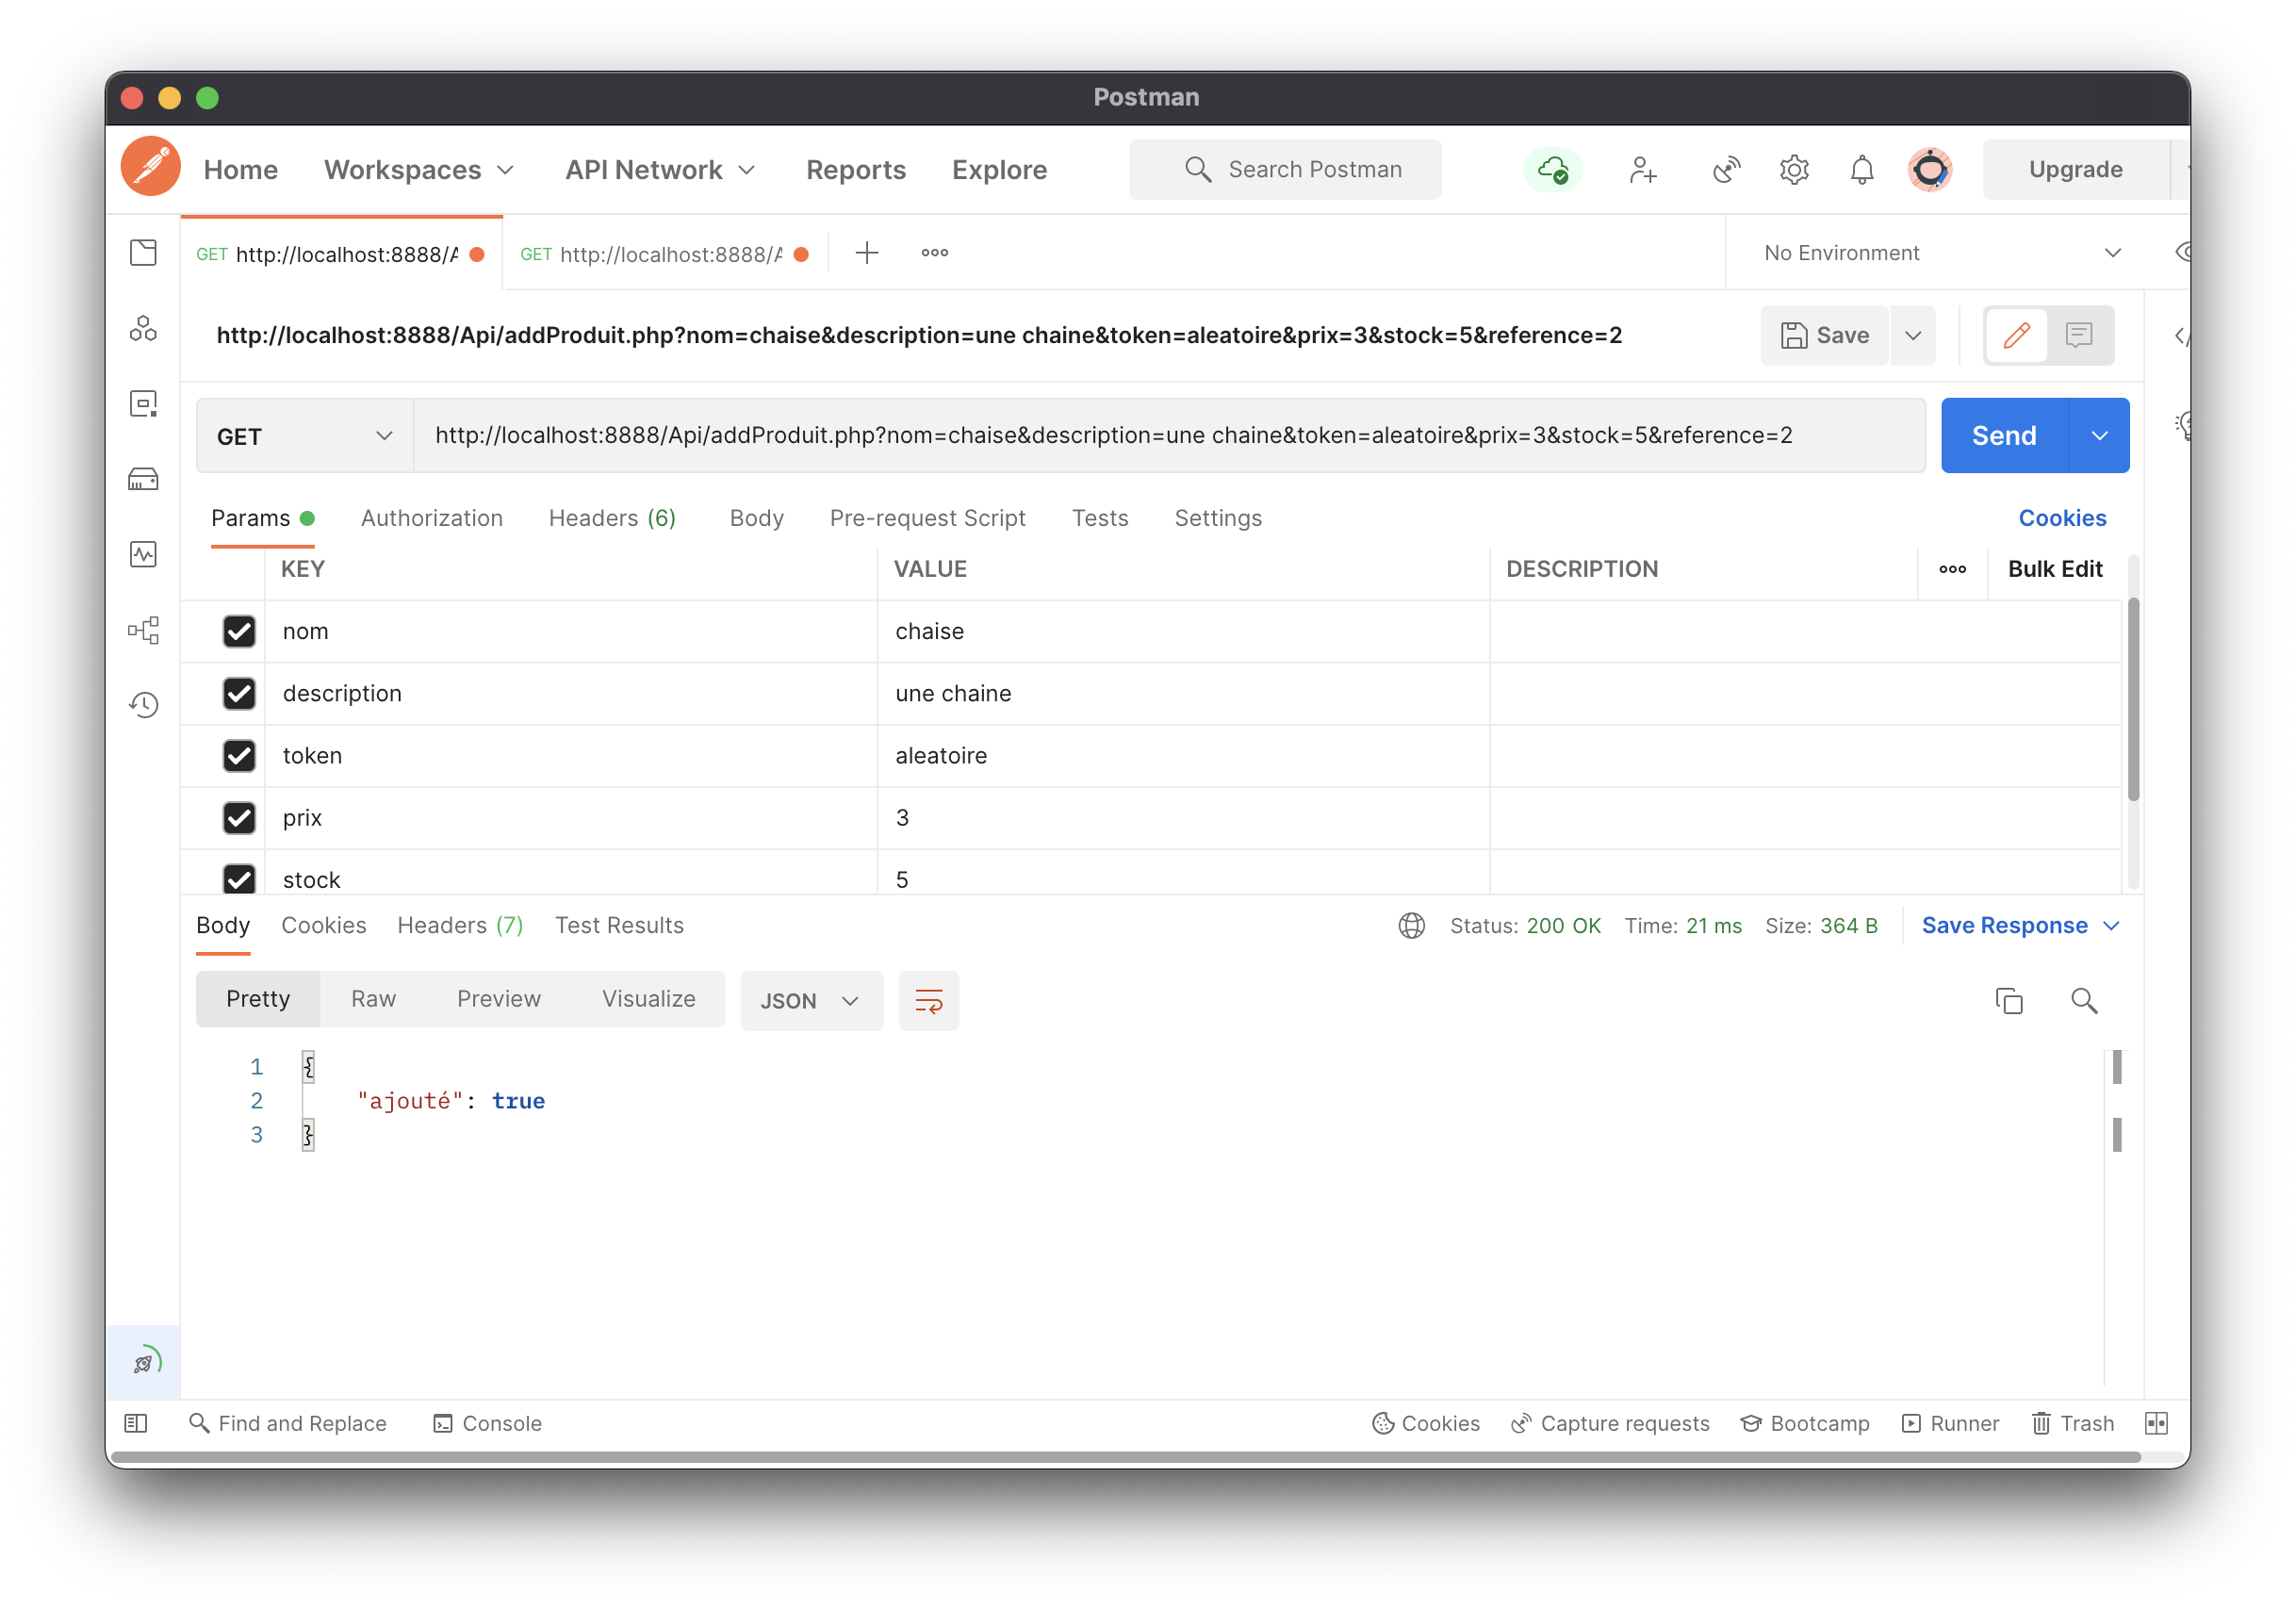 Postman
Home Workspaces API Network Reports Explore Search Postman Upgrade
GET http://localhost:8888/A GET http://localhost:8888/A No Environment
http://localhost:8888/Api/addProduit.php?nom=chaise&description=une chaine&token=aleatoire&prix=3&stock=5&reference=2 Save
GET http://localhost:8888/Api/addProduit.php?nom=chaise&description=une chaine&token=aleatoire&prix=3&stock=5&reference=2 Send
Params Authorization Headers (6) Body Pre-request Script Tests Settings Cookies
KEY VALUE DESCRIPTION Bulk Edit
nom chaise
description une chaine
token aleatoire
prix 3
stock 5
Body Cookies Headers (7) Test Results Status: 200 OK Time: 21 ms Size: 364 B Save Response
Pretty Raw Preview Visualize JSON
1 {
2 "ajouté": true
3 }
Find and Replace Console Cookies Capture requests Bootcamp Runner Trash